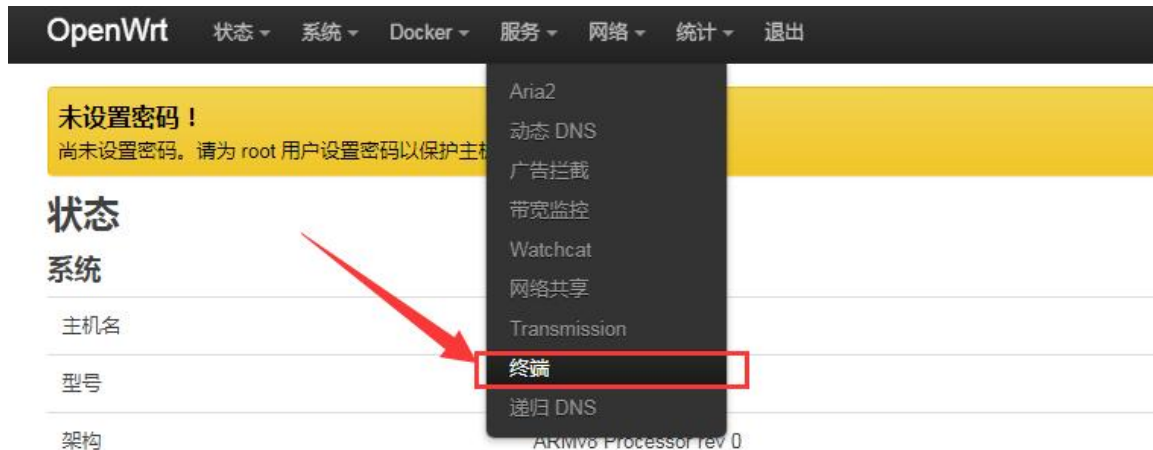 OpenWrt 状态 系统 Docker 服务 网络 统计 退出
Aria2
未设置密码！
动态 DNS
尚未设置密码。请为 root 用户设置密码以保护主
广告拦截
状态
带宽监控
Watchcat
系统
网络共享
主机名
Transmission
终端
型号
递归 DNS
架构
ARMv8 Processor rev 0